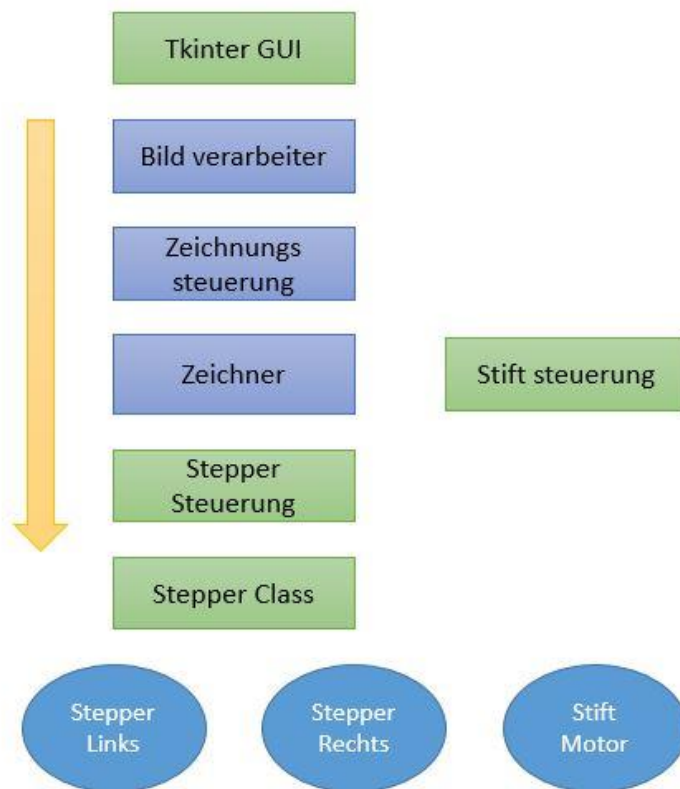 Tkinter GUI
Bild verarbeiter
Zeichnungs
steuerung
Zeichner
Stift steuerung
Stepper
Steuerung
Stepper Class
Stepper
Links
Stepper
Rechts
Stift
Motor